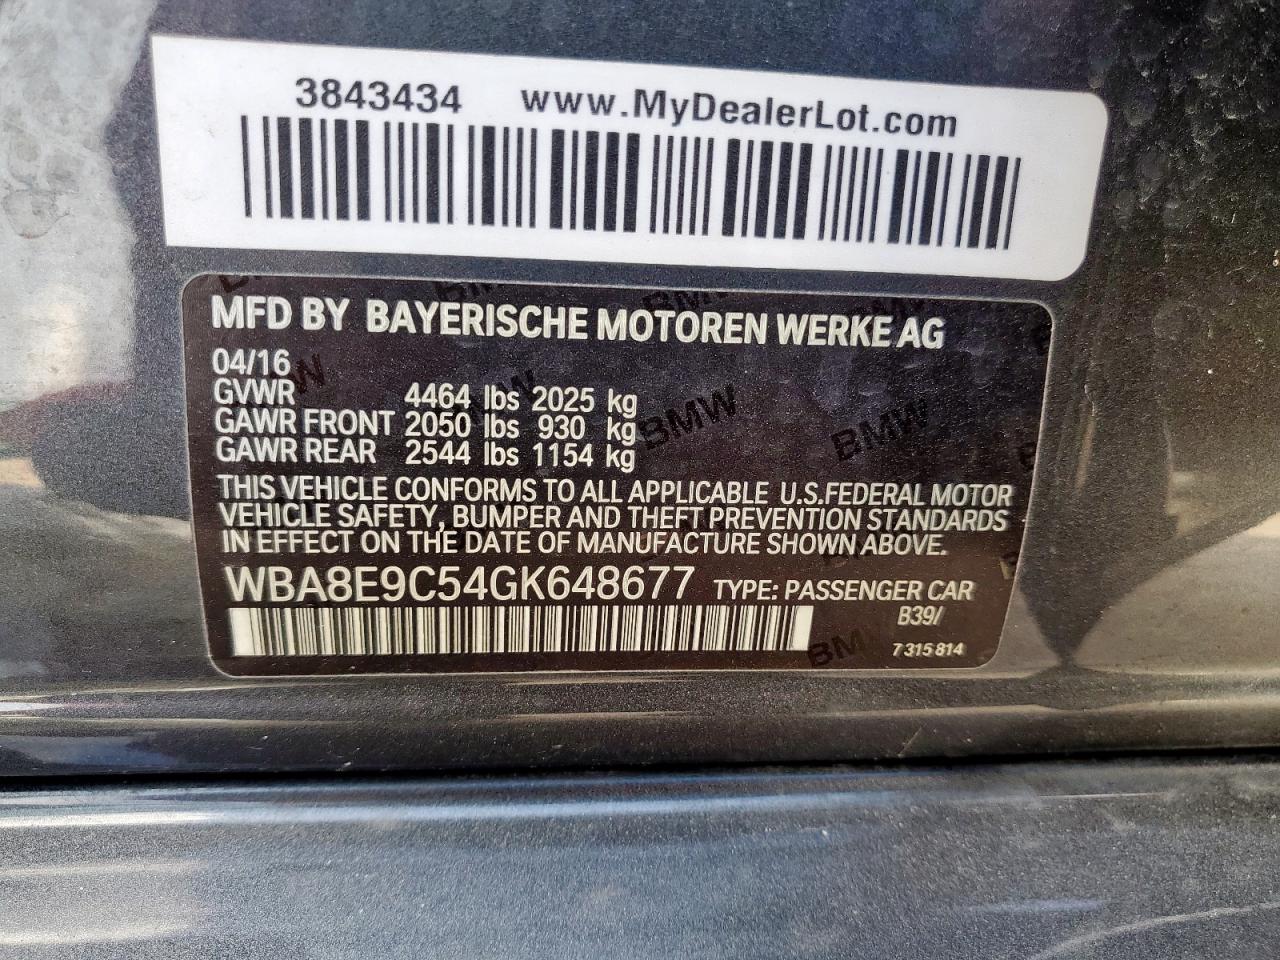 3843434 www.MyDealerLot.com
MFD BY BAYERISCHE MOTOREN WERKE AG
04/16
GVWR 4464 lbs 2025 kg
GAWR FRONT 2050 lbs 930 kg
GAWR REAR 2544 lbs 1154 kg
THIS VEHICLE CONFORMS TO ALL APPLICABLE U.S.FEDERAL MOTOR
VEHICLE SAFETY, BUMPER AND THEFT PREVENTION STANDARDS
IN EFFECT ON THE DATE OF MANUFACTURE SHOWN ABOVE.
WBA8E9C54GK648677 TYPE: PASSENGER CAR
B39/
7 315 814